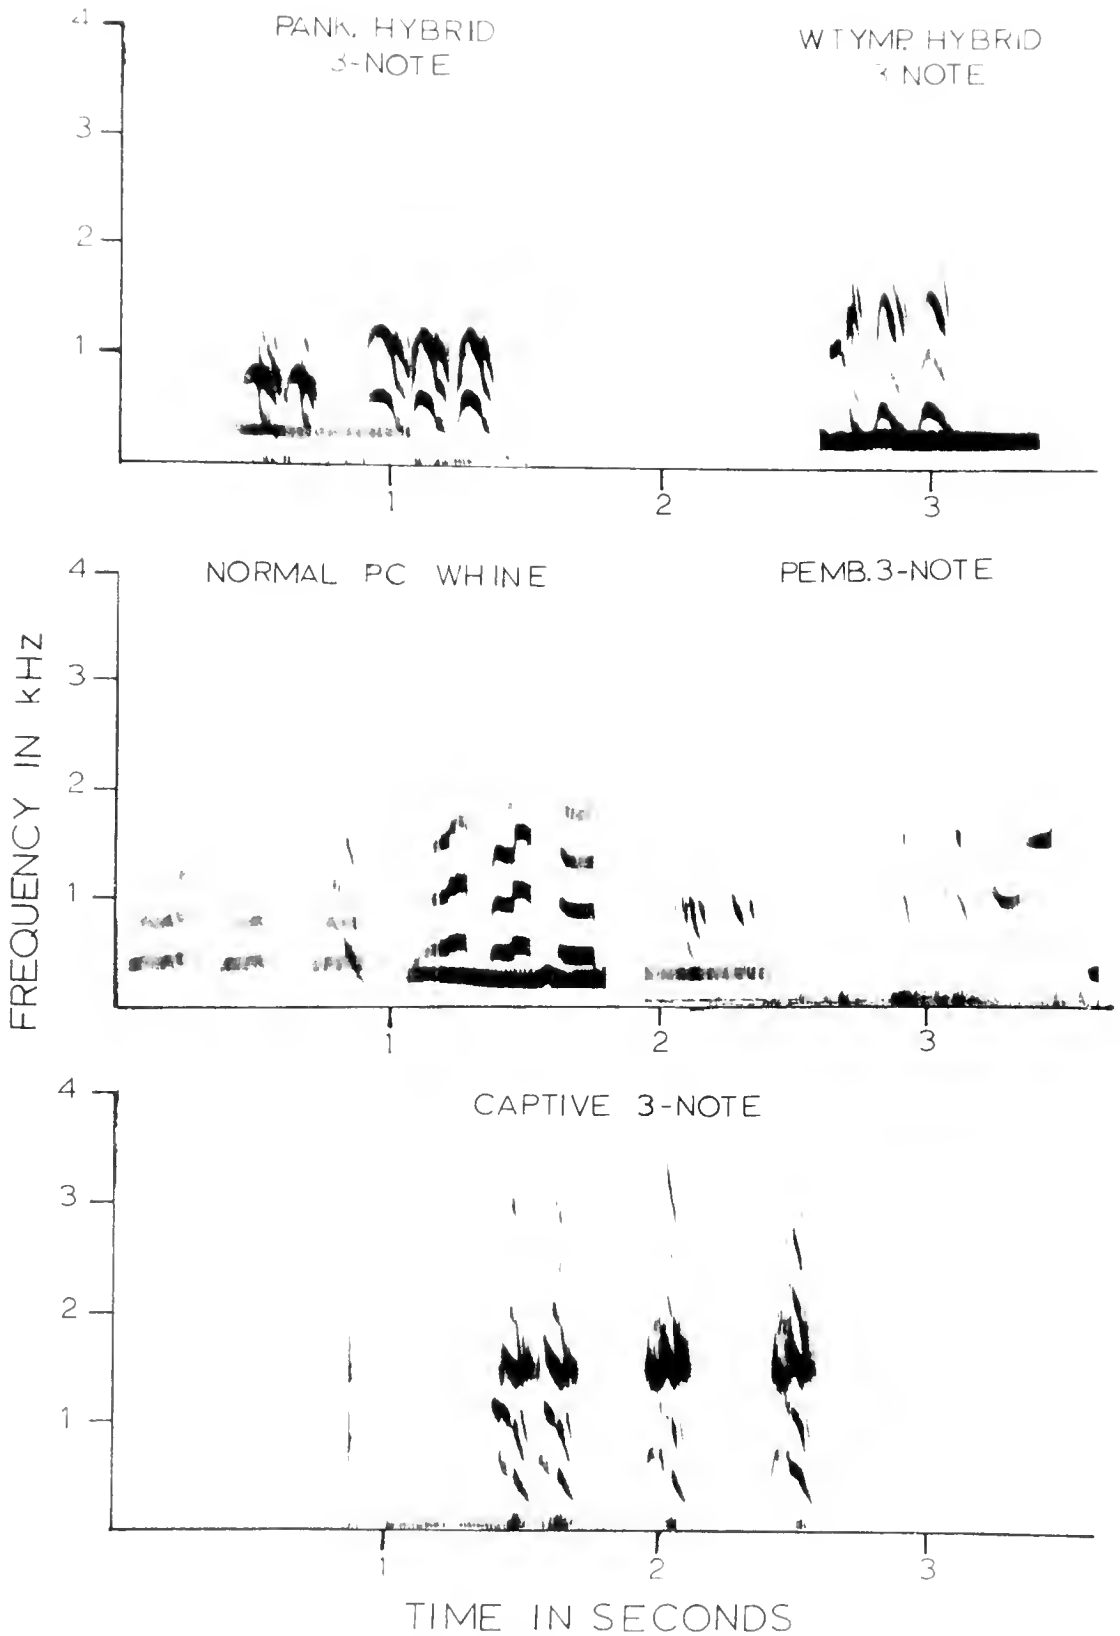 4
PANK. HYBRID
3-NOTE
W TYMP. HYBRID
3 NOTE
3
2
1
1
2
3
4
NORMAL PC WHINE
PEMB. 3-NOTE
3
2
1
1
2
3
FREQUENCY IN kHz
4
CAPTIVE 3-NOTE
3
2
1
1
2
3
TIME IN SECONDS